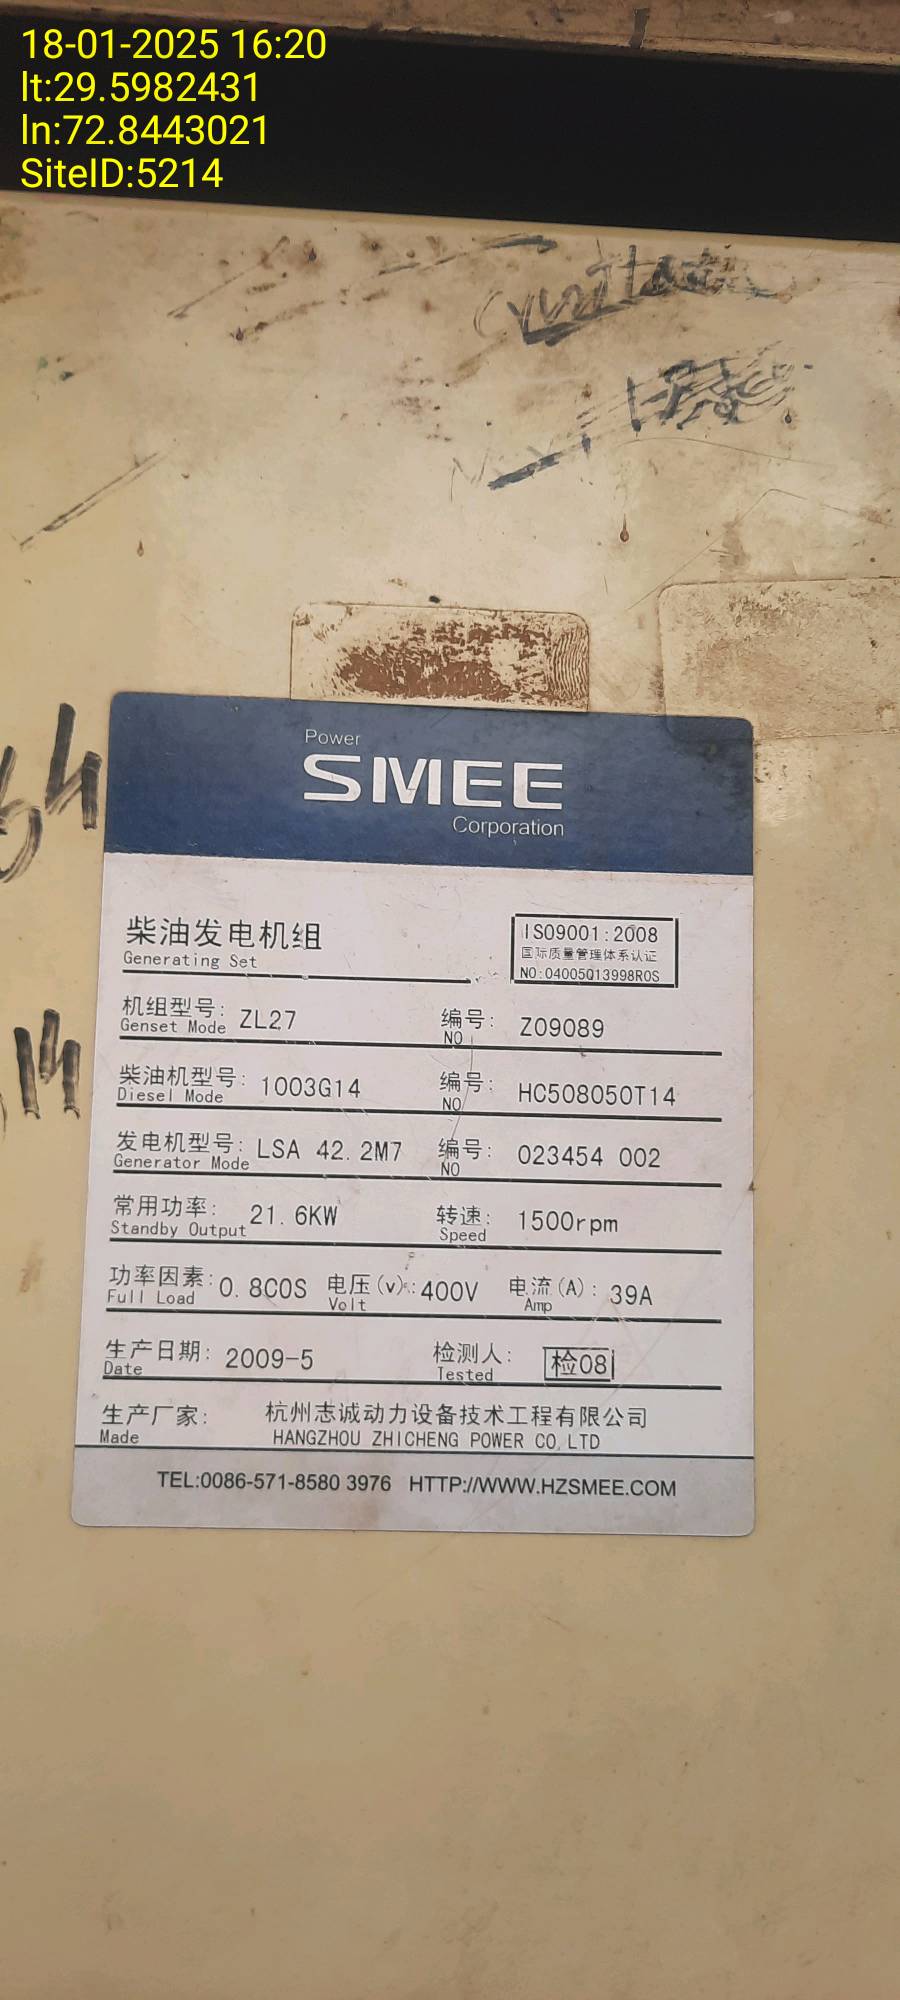 18-01-2025 16:20
lt:29.5982431
ln:72.8443021
SiteID:5214
Power
SMEE
Corporation
柴油发电机组
Generating Set
ISO9001:2008
国际质量管理体系认证
NO:04005Q13998R0S
机组型号: ZL27 编号: Z09089
Genset Mode NO
柴油机型号: 1003G14 编号: HC508050T14
Diesel Mode NO
发电机型号: LSA 42.2M7 编号: 023454 002
Generator Mode NO
常用功率: 21.6KW 转速: 1500rpm
Standby Output Speed
功率因素: 0.8COS 电压(v): 400V 电流(A): 39A
Full Load Volt Amp
生产日期: 2009-5 检测人: 检08
Date Tested
生产厂家: 杭州志诚动力设备技术工程有限公司
Made HANGZHOU ZHICHENG POWER CO,LTD
TEL:0086-571-8580 3976 HTTP://WWW.HZSMEE.COM